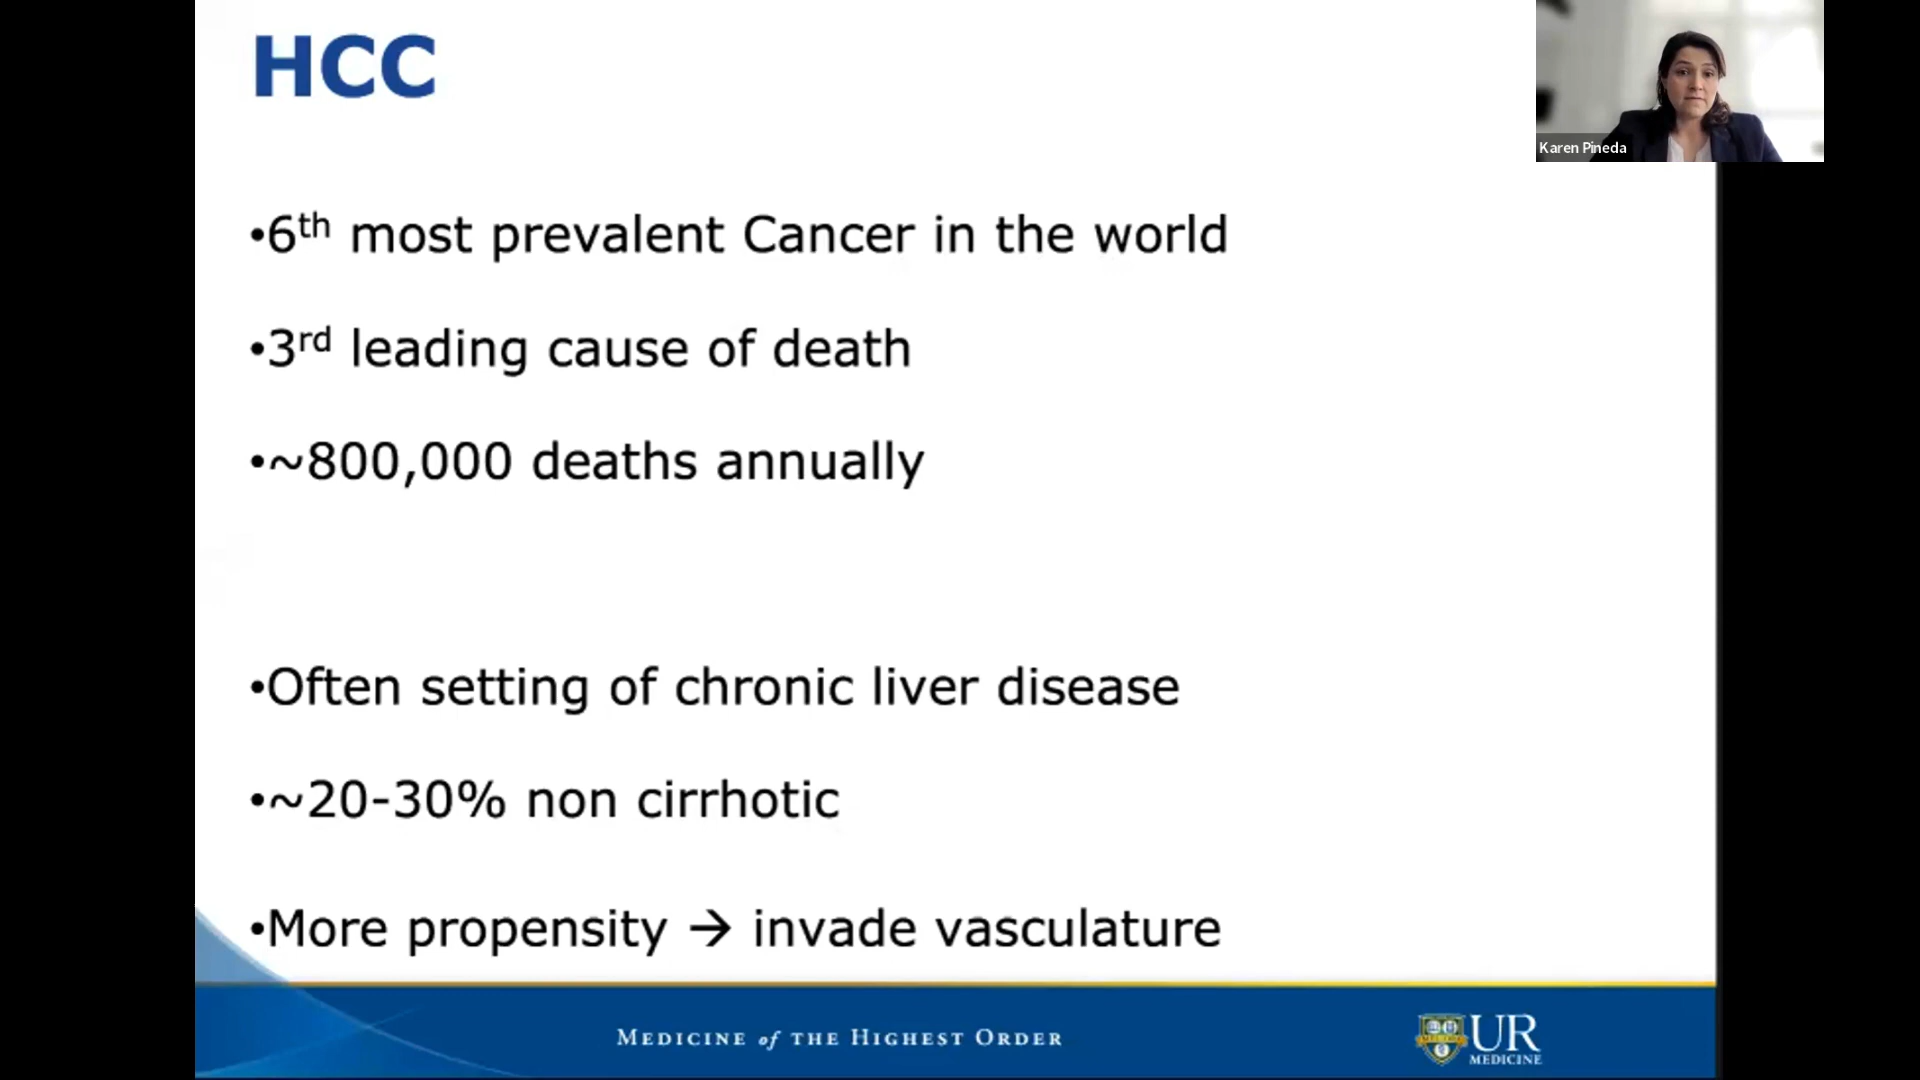 HCC
Karen Pineda
•6th most prevalent Cancer in the world
•3rd leading cause of death
•~800,000 deaths annually
•Often setting of chronic liver disease
•~20-30% non cirrhotic
•More propensity → invade vasculature
MEDICINE of THE HIGHEST ORDER
UR
MEDICINE